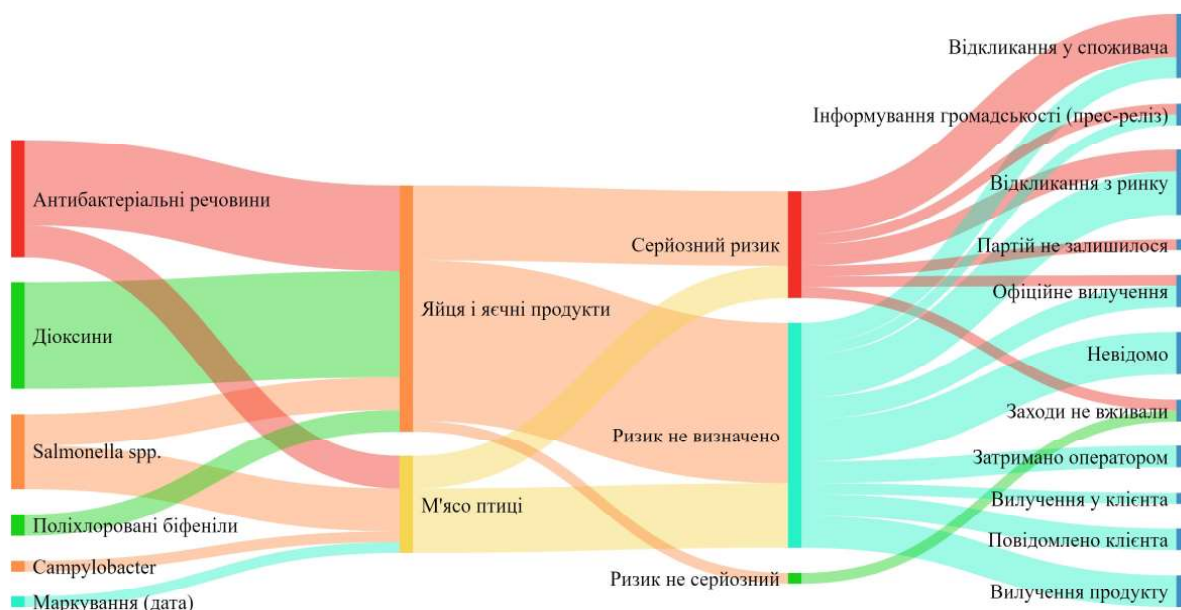 Антибактеріальні речовини
Діоксини
Salmonella spp.
Поліхлоровані біфеніли
Campylobacter
Маркування (дата)
Яйця і яєчні продукти
М'ясо птиці
Серйозний ризик
Ризик не визначено
Ризик не серйозний
Відкликання у споживача
Інформування громадськості (прес-реліз)
Відкликання з ринку
Партій не залишилося
Офіційне вилучення
Невідомо
Заходи не вживали
Затримано оператором
Вилучення у клієнта
Повідомлено клієнта
Вилучення продукту